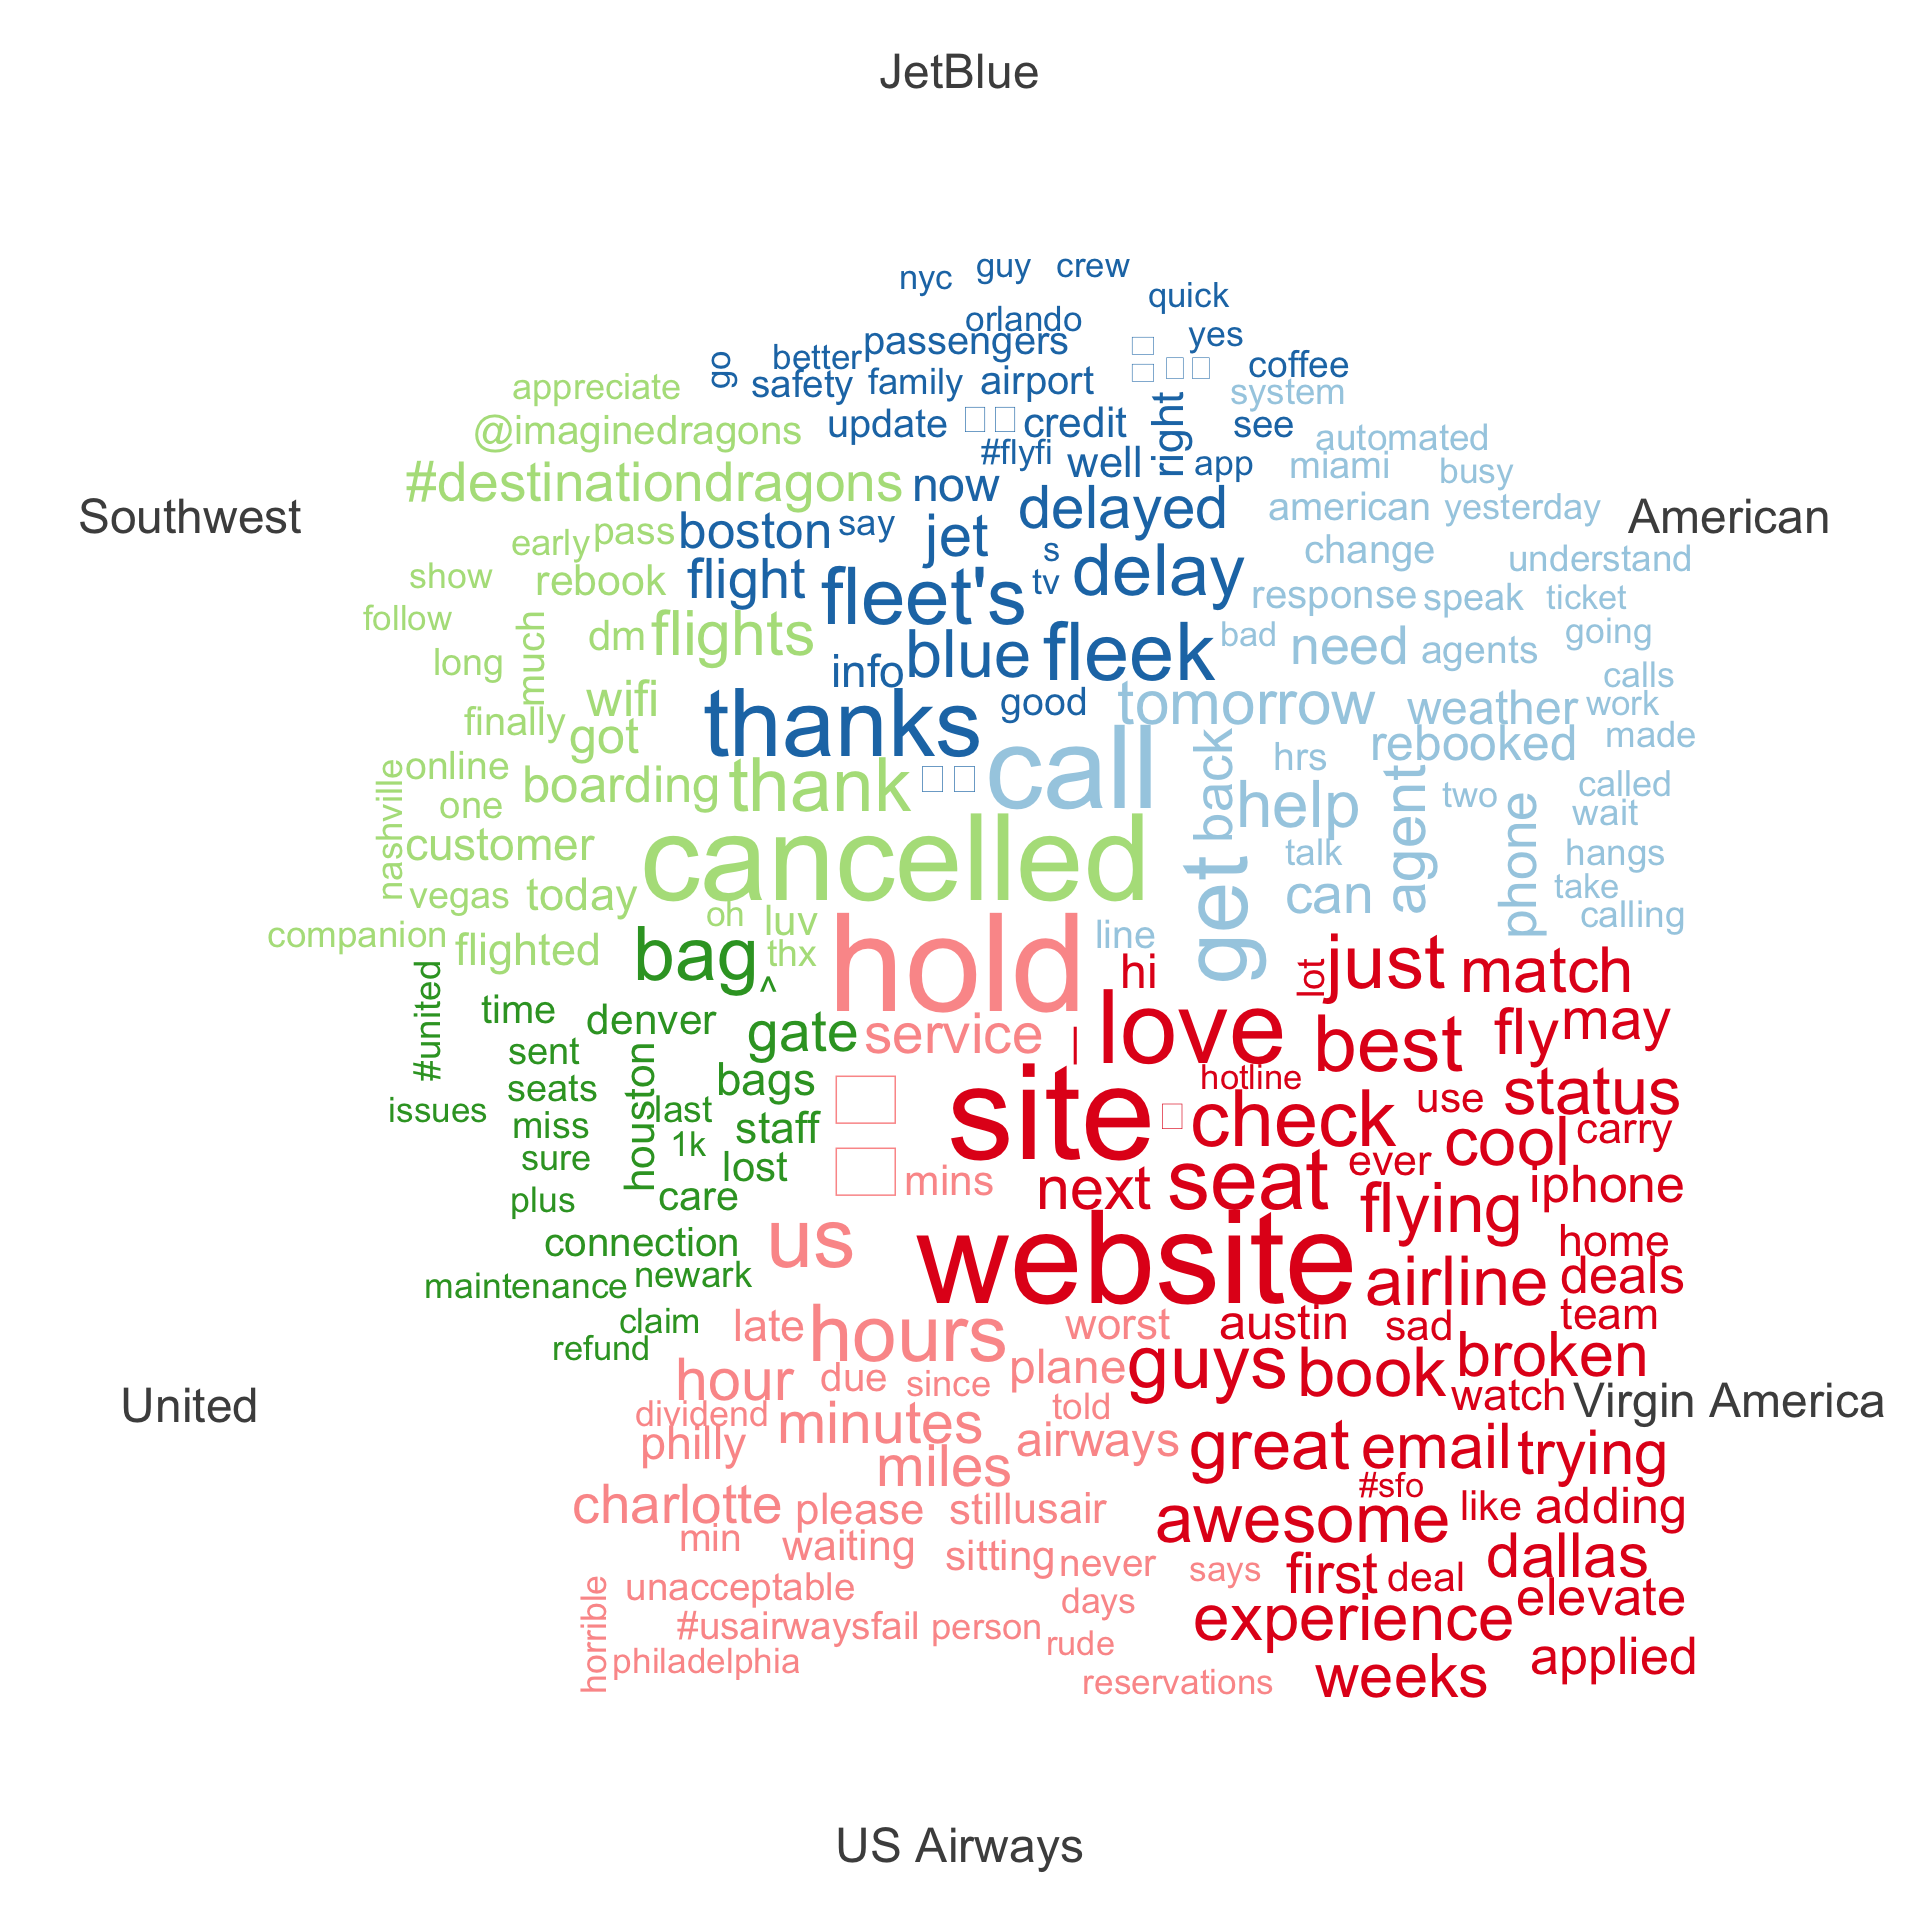 JetBlue
nyc guy crew
quick
orlando
passengers yes
go better coffee
appreciate safety family airport system
@imaginedragons update credit right see
#flyfi well app automated
#destinationdragons now delayed miami busy
boston say jet american yesterday
Southwest American
early pass s change understand
show rebook flight fleet's tv delay response speak ticket
follow much dm flights blue fleek bad need agents going
long info calls
wifi thanks good tomorrow weather work
finally got call back hrs rebooked made
nashville online boarding thank help agent two called
one phone wait
customer cancelled get talk hangs
vegas today can take
oh luv calling
companion flighted bag thx hold line
#united ^ hi lot just match
time denver gate service l love best fly may
sent
seats houston bags site hotline status
issues last check use
miss staff cool carry
sure 1k lost mins next seat ever iphone
plus care flying
connection us website home
maintenance newark airline deals
claim late hours worst austin sad team
refund hour due since plane guys book broken
United dividend minutes told watch Virgin America
philly miles airways great email trying
#sfo
charlotte please still usair awesome like adding
min waiting sitting never says first deal dallas
horrible unacceptable days experience elevate
#usairwaysfail person rude
philadelphia reservations weeks applied
US Airways